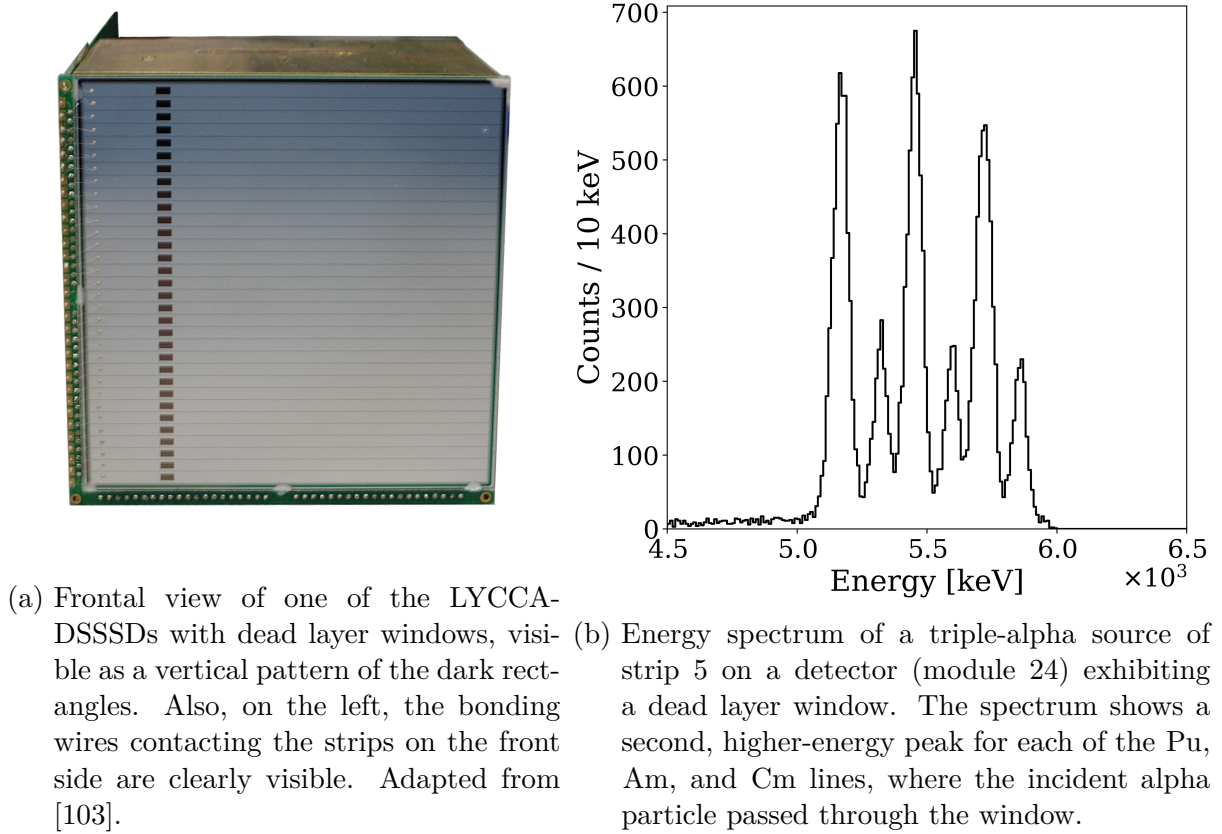 700
600
500
400
300
200
100
0
Counts / 10 keV
4.5 5.0 5.5 6.0 6.5
×10³
Energy [keV]
(a) Frontal view of one of the LYCCA-
DSSSDs with dead layer windows, visi-
ble as a vertical pattern of the dark rect-
angles. Also, on the left, the bonding
wires contacting the strips on the front
side are clearly visible. Adapted from
[103].
(b) Energy spectrum of a triple-alpha source of
strip 5 on a detector (module 24) exhibiting
a dead layer window. The spectrum shows a
second, higher-energy peak for each of the Pu,
Am, and Cm lines, where the incident alpha
particle passed through the window.